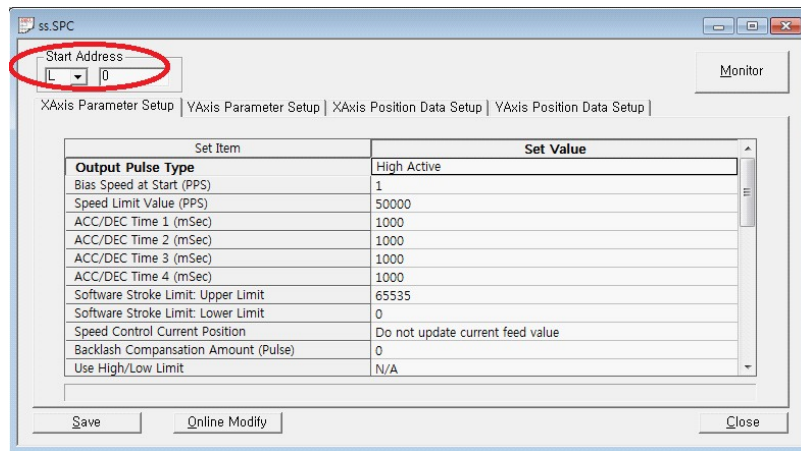 ss.SPC
Start Address
L 0
Monitor
XAxis Parameter Setup YAxis Parameter Setup XAxis Position Data Setup YAxis Position Data Setup
Set Item Set Value
Output Pulse Type High Active
Bias Speed at Start (PPS) 1
Speed Limit Value (PPS) 50000
ACC/DEC Time 1 (mSec) 1000
ACC/DEC Time 2 (mSec) 1000
ACC/DEC Time 3 (mSec) 1000
ACC/DEC Time 4 (mSec) 1000
Software Stroke Limit: Upper Limit 65535
Software Stroke Limit: Lower Limit 0
Speed Control Current Position Do not update current feed value
Backlash Compansation Amount (Pulse) 0
Use High/Low Limit N/A
Save Online Modify Close